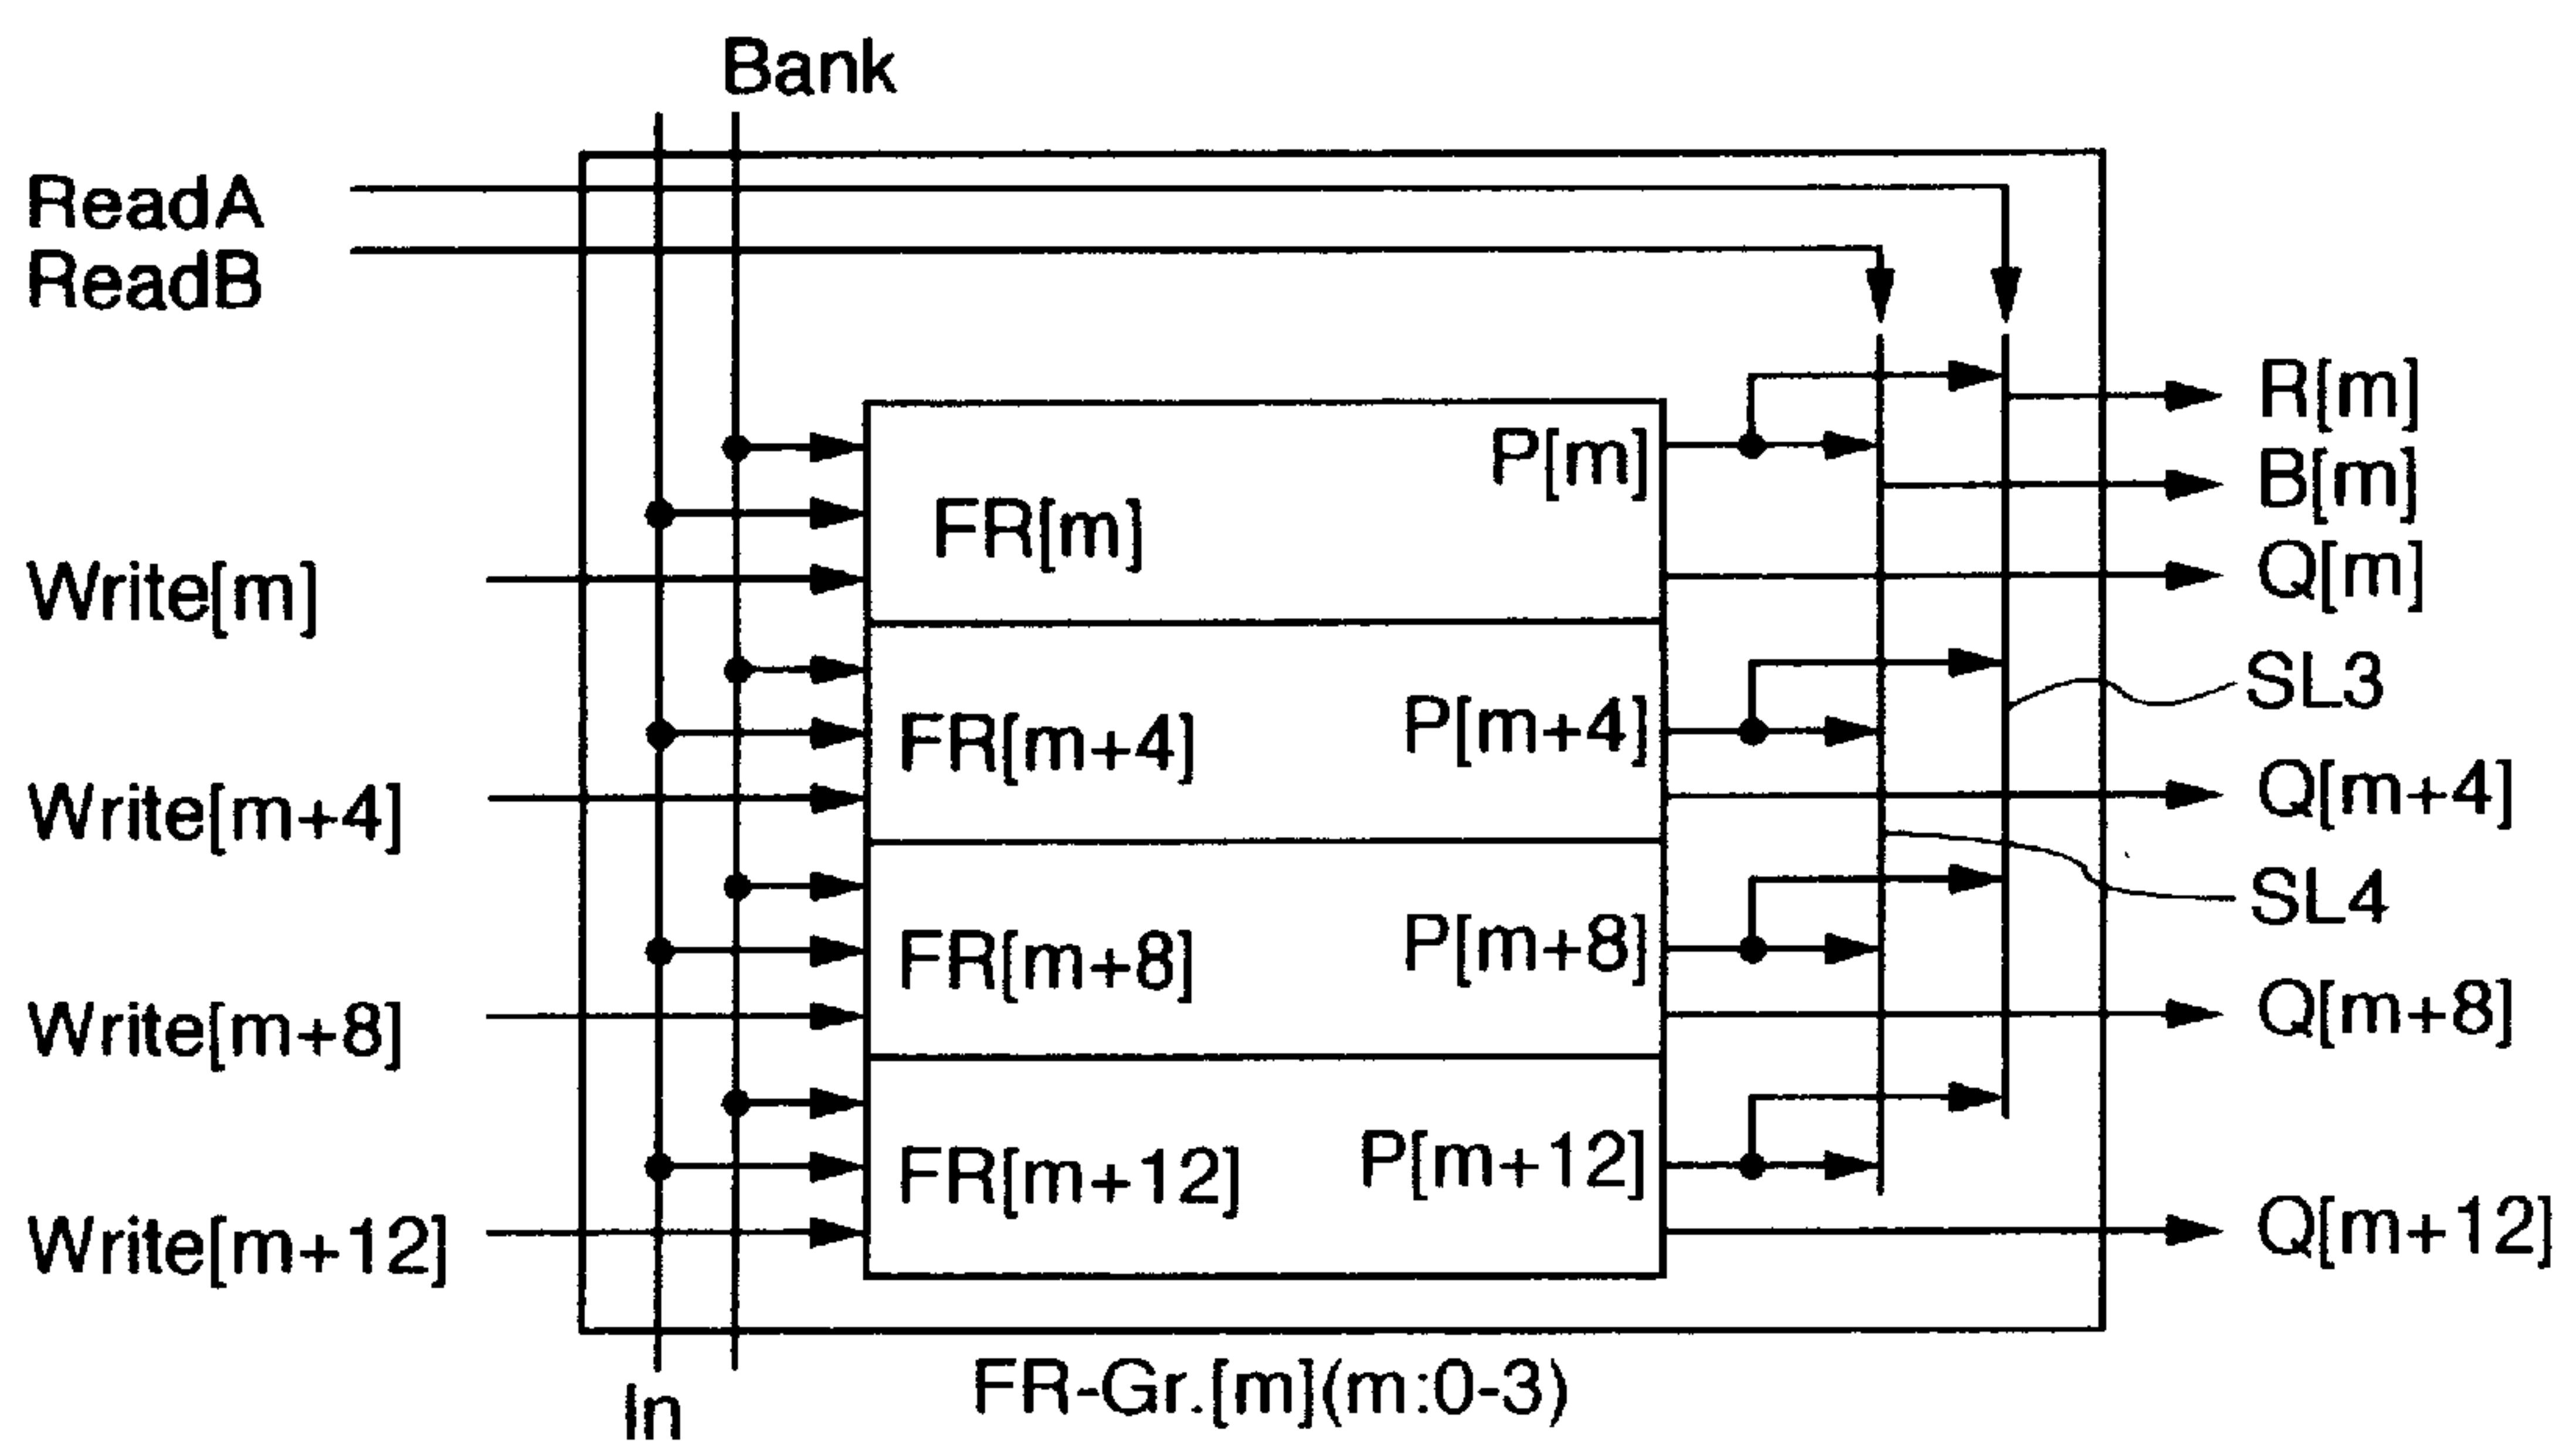 Bank
ReadA
ReadB
R[m]
B[m]
P[m]
FR[m]
Q[m]
Write[m]
SL3
FR[m+4]
P[m+4]
Q[m+4]
Write[m+4]
SL4
FR[m+8]
P[m+8]
Q[m+8]
Write[m+8]
FR[m+12]
P[m+12]
Q[m+12]
Write[m+12]
FR-Gr.[m](m:0-3)
In